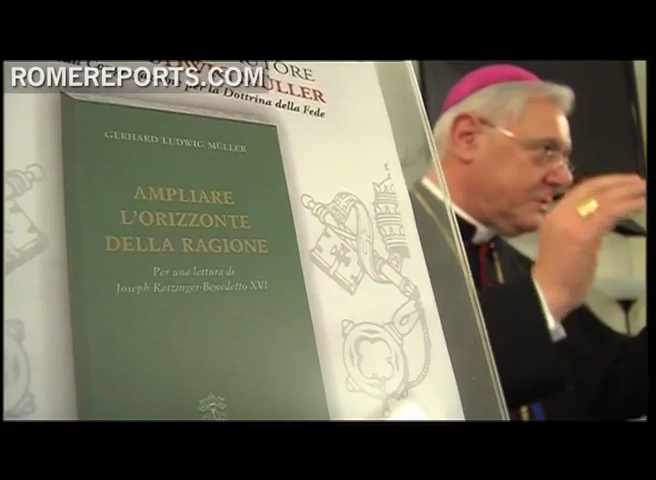 ROMEREPORTS.COM
MÜLLER
per la Dottrina della Fede
GERHARD LUDWIG MÜLLER
AMPLIARE
L'ORIZZONTE
DELLA RAGIONE
Per una lettura di
Joseph Ratzinger-Benedetto XVI